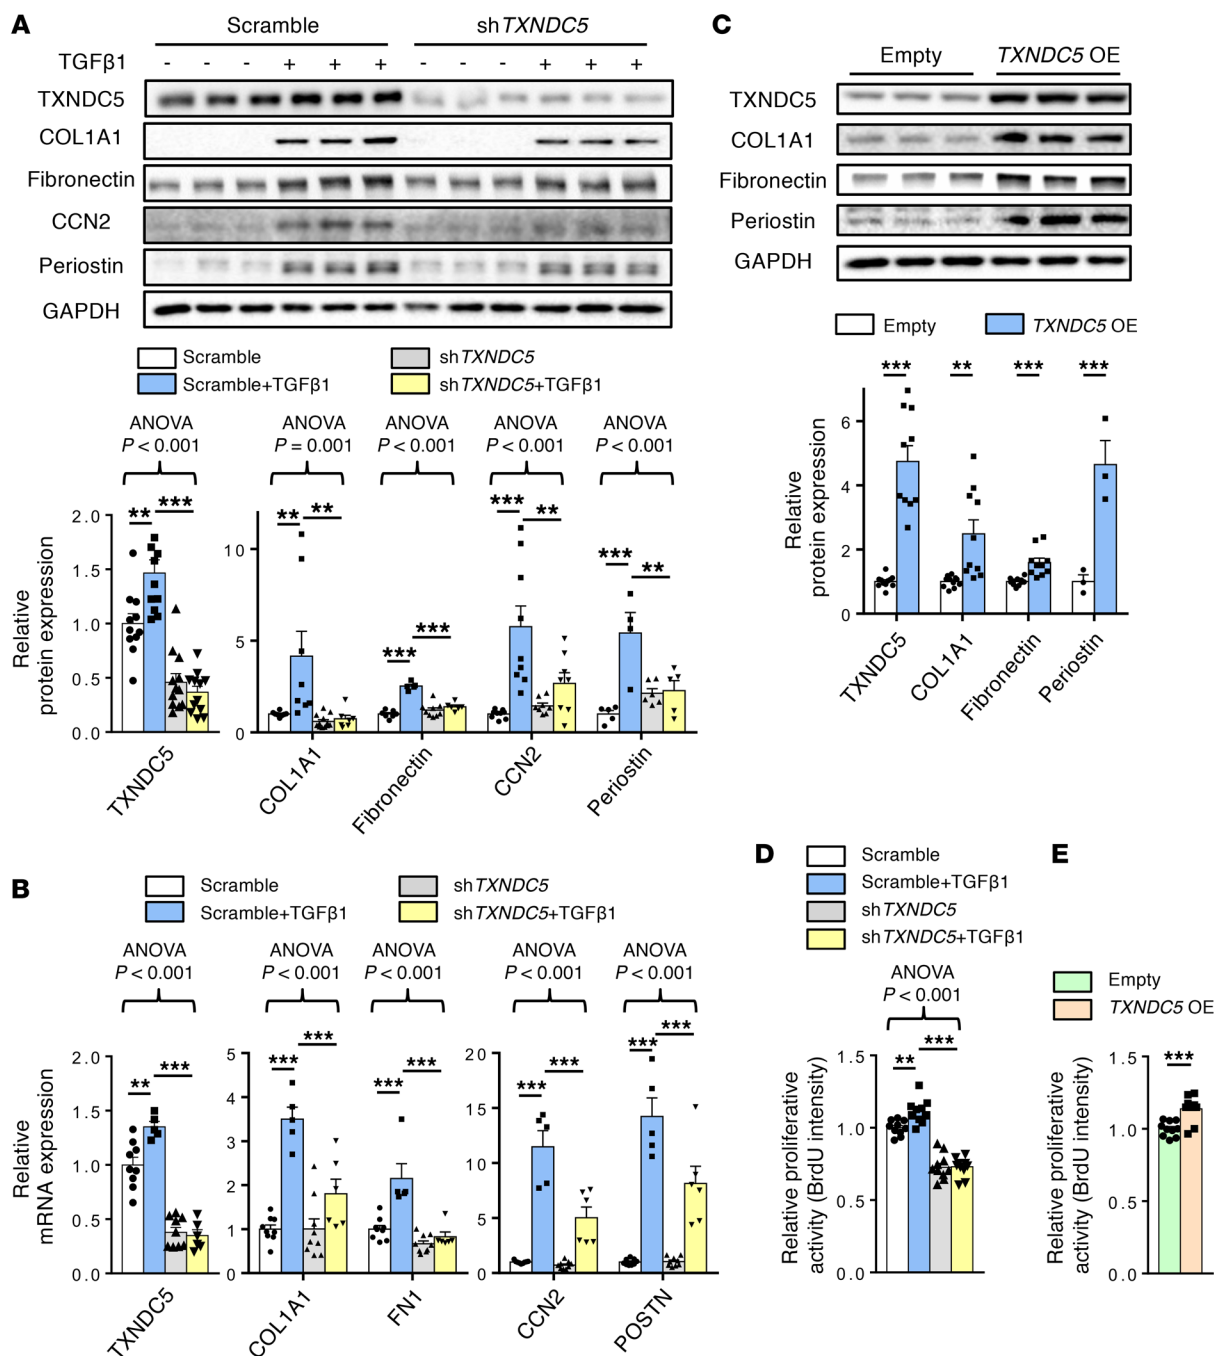 A
Scramble
shTXNDC5
TGFβ1
- - - + + + - - - + + +
TXNDC5
COL1A1
Fibronectin
CCN2
Periostin
GAPDH
Scramble
shTXNDC5
Scramble+TGFβ1
shTXNDC5+TGFβ1
ANOVA
P < 0.001
ANOVA
P = 0.001
ANOVA
P < 0.001
ANOVA
P < 0.001
ANOVA
P < 0.001
** ***
** **
*** ***
*** **
*** **
Relative
protein expression
2.0
1.5
1.0
0.5
0.0
10
5
0
TXNDC5
COL1A1
Fibronectin
CCN2
Periostin
B
Scramble
shTXNDC5
Scramble+TGFβ1
shTXNDC5+TGFβ1
ANOVA
P < 0.001
ANOVA
P < 0.001
ANOVA
P < 0.001
ANOVA
P < 0.001
ANOVA
P < 0.001
** ***
*** ***
*** ***
*** ***
*** ***
Relative
mRNA expression
2.0
1.5
1.0
0.5
0.0
5
4
3
2
1
0
20
15
10
5
0
TXNDC5
COL1A1
FN1
CCN2
POSTN
C
Empty
TXNDC5 OE
TXNDC5
COL1A1
Fibronectin
Periostin
GAPDH
Empty
TXNDC5 OE
*** ** *** ***
Relative
protein expression
6
4
2
0
TXNDC5
COL1A1
Fibronectin
Periostin
D
Scramble
Scramble+TGFβ1
shTXNDC5
shTXNDC5+TGFβ1
ANOVA
P < 0.001
** ***
Relative proliferative
activity (BrdU intensity)
1.5
1.0
0.5
0.0
E
Empty
TXNDC5 OE
***
Relative proliferative
activity (BrdU intensity)
1.5
1.0
0.5
0.0